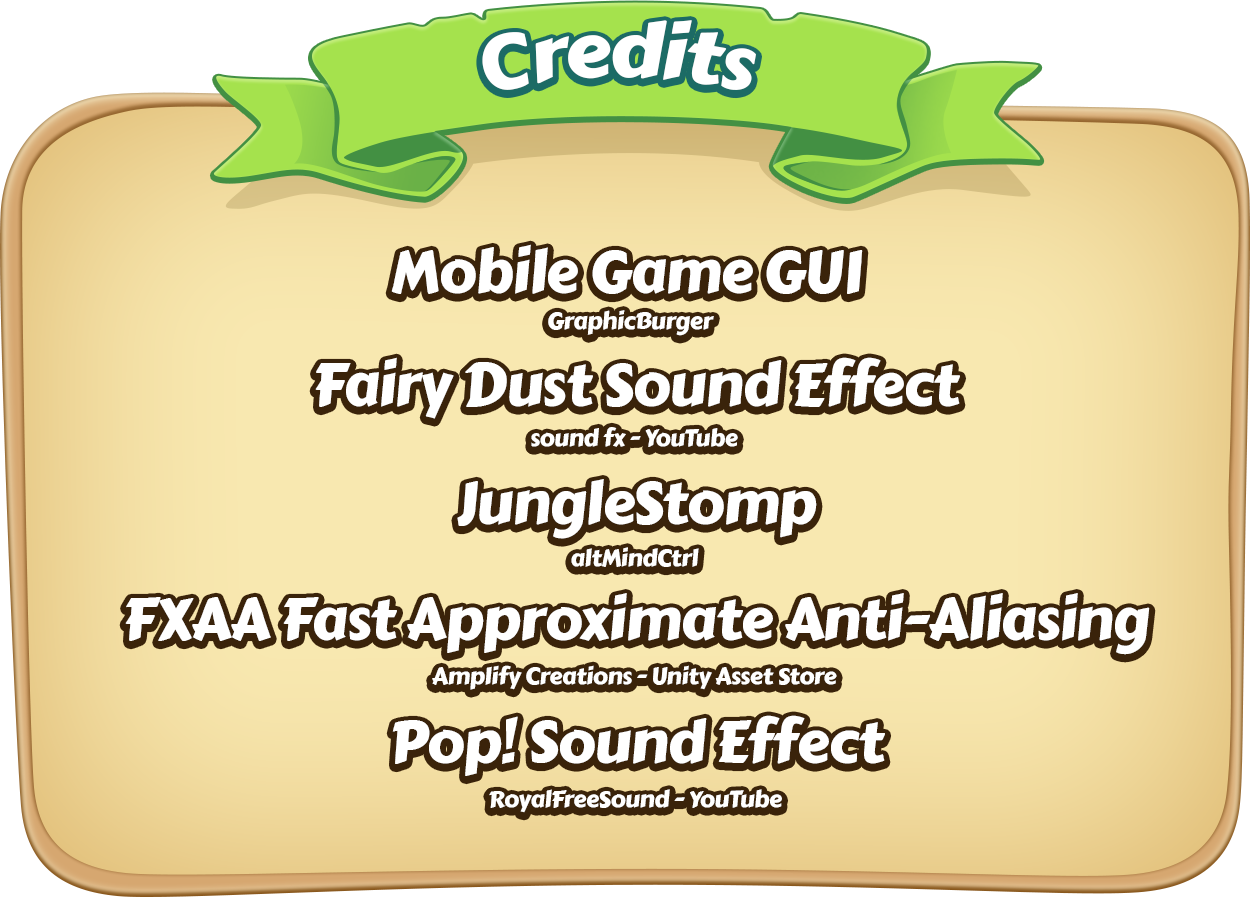 Credits
Mobile Game GUI
GraphicBurger
Fairy Dust Sound Effect
sound fx - YouTube
JungleStomp
altMindCtrl
FXAA Fast Approximate Anti-Aliasing
Amplify Creations - Unity Asset Store
Pop! Sound Effect
RoyalFreeSound - YouTube